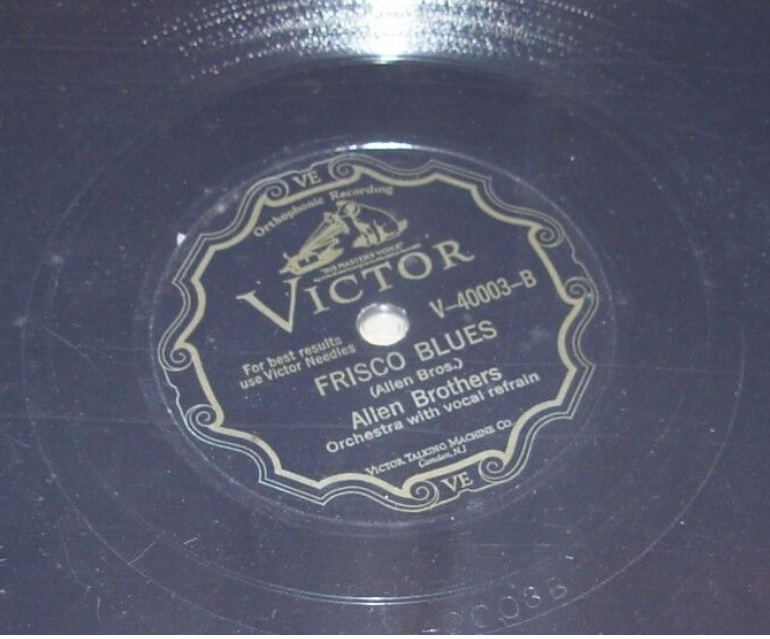 VE
Orthophonic Recording
"HIS MASTER'S VOICE"
VICTOR
V-40003-B
For best results
use Victor Needles
FRISCO BLUES
(Allen Bros.)
Allen Brothers
Orchestra with vocal refrain
VICTOR TALKING MACHINE CO.
Camden, N.J.
VE